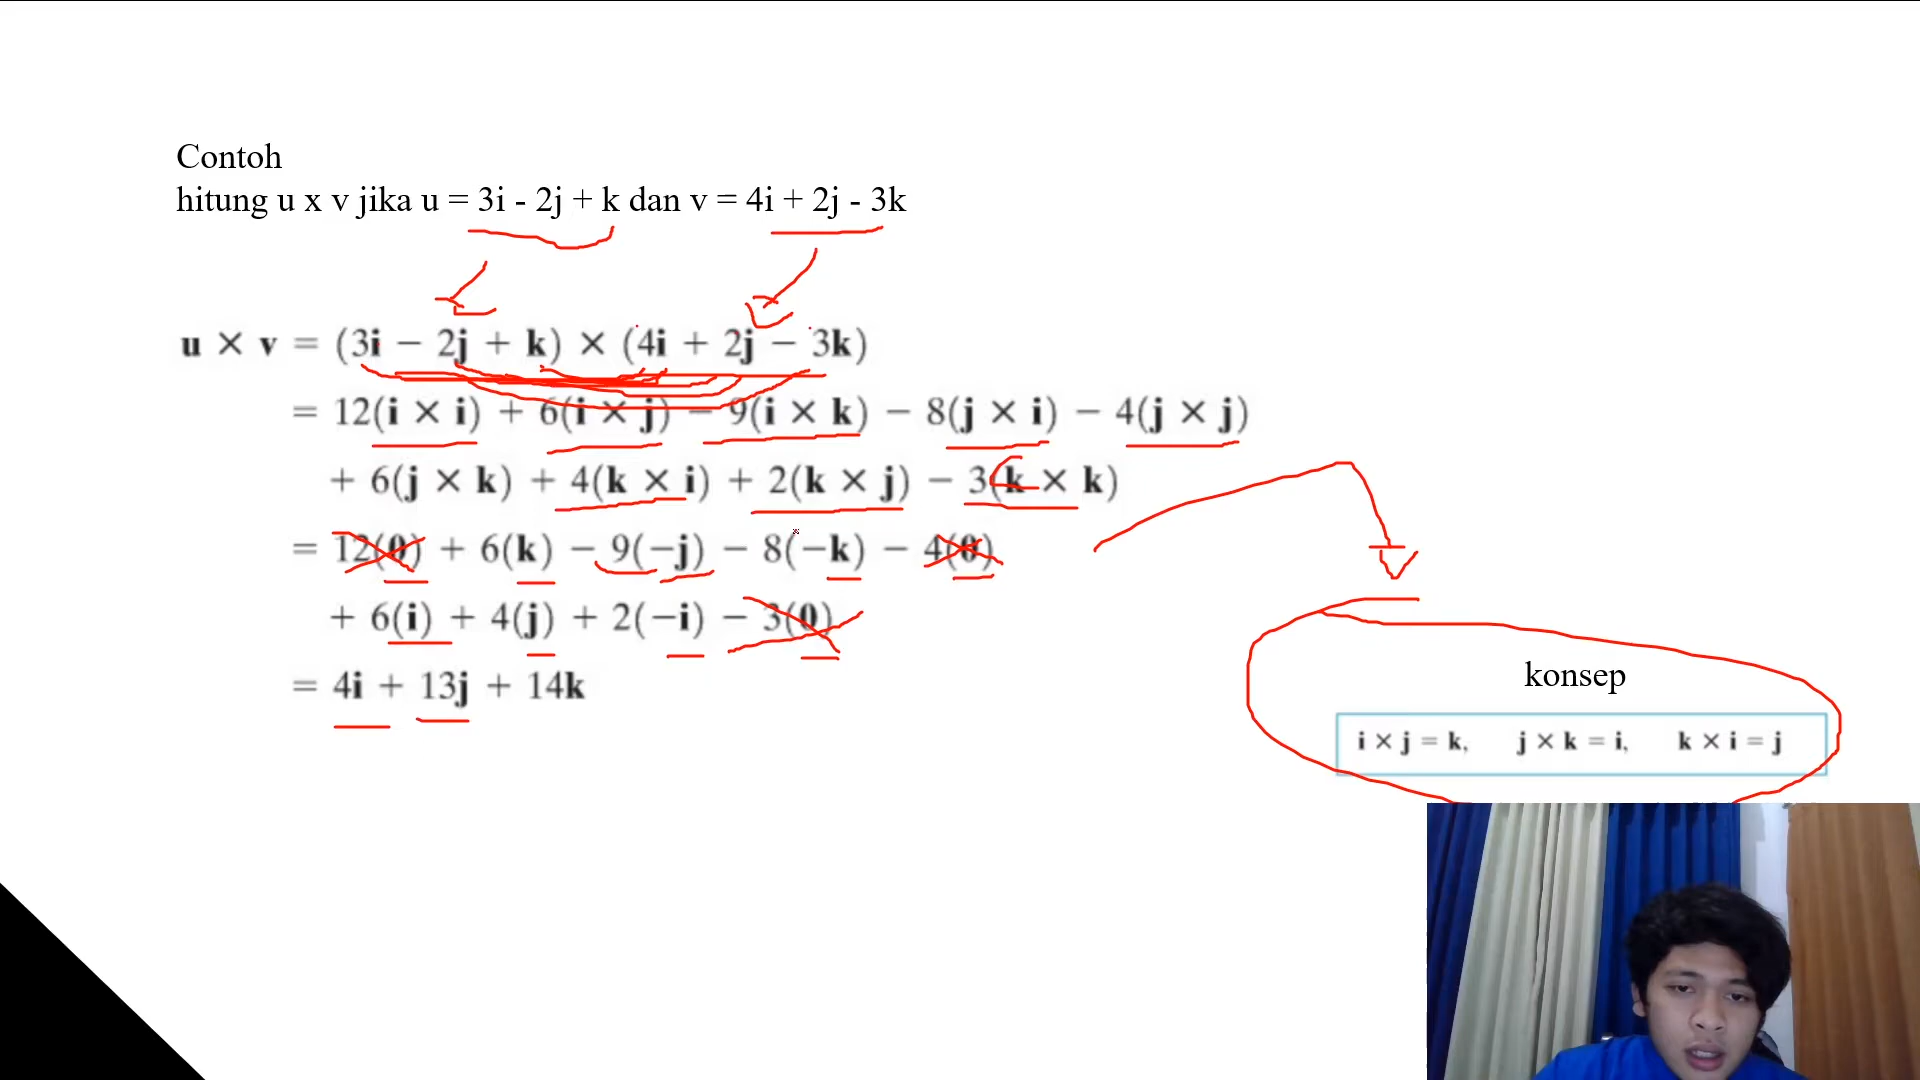 Contoh
hitung u x v jika u = 3i - 2j + k dan v = 4i + 2j - 3k
u × v = (3i − 2j + k) × (4i + 2j − 3k)
= 12(i × i) + 6(i × j) − 9(i × k) − 8(j × i) − 4(j × j)
+ 6(j × k) + 4(k × i) + 2(k × j) − 3(k × k)
= 12(0) + 6(k) − 9(−j) − 8(−k) − 4(0)
+ 6(i) + 4(j) + 2(−i) − 3(0)
= 4i + 13j + 14k
konsep
i × j = k, j × k = i, k × i = j